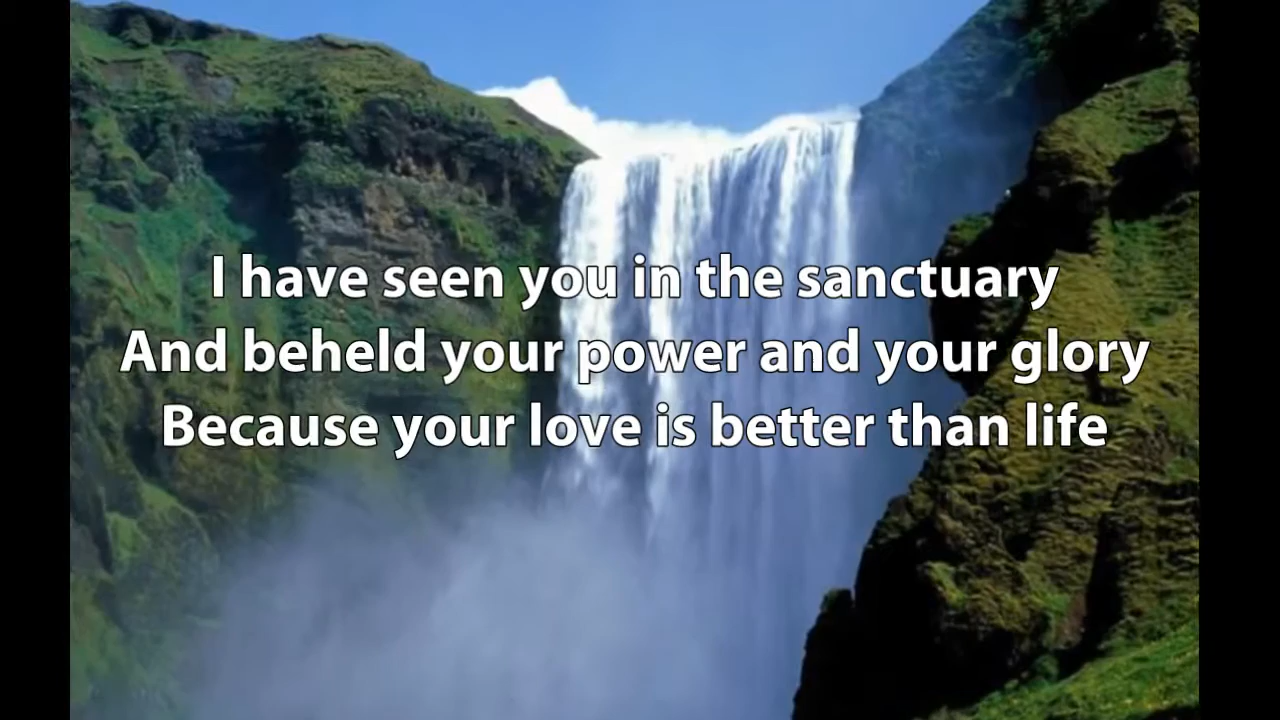 I have seen you in the sanctuary
And beheld your power and your glory
Because your love is better than life